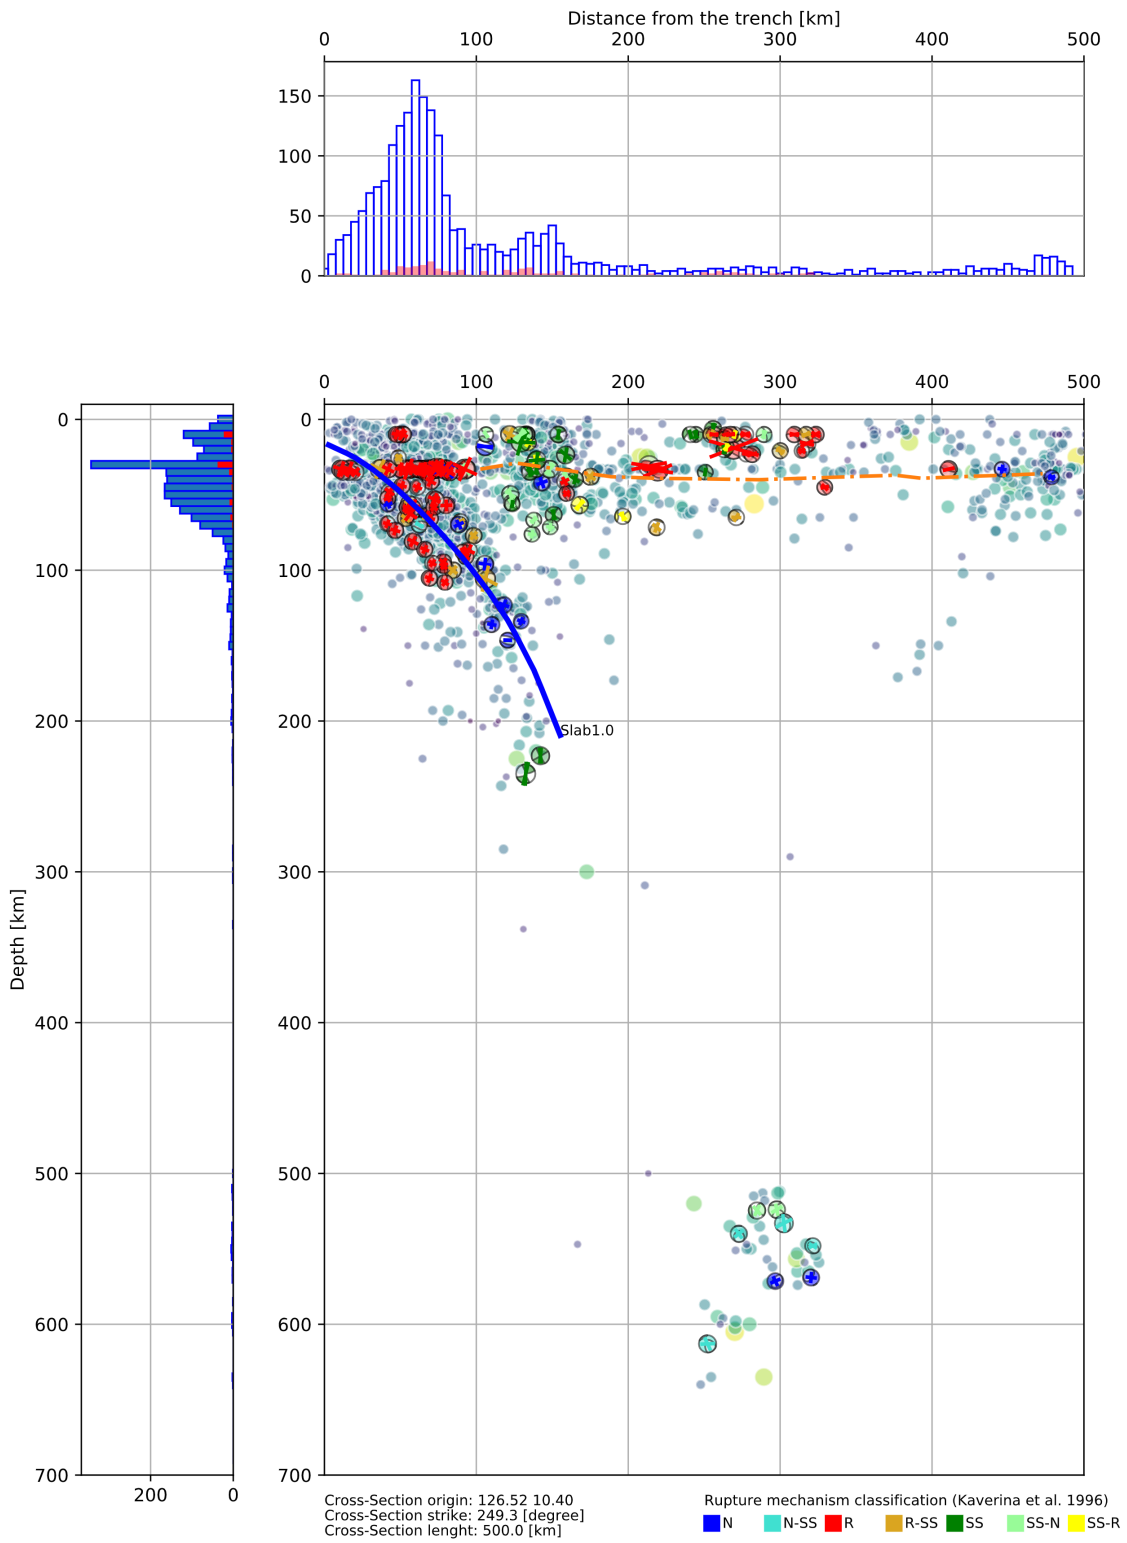 Distance from the trench [km]
0 100 200 300 400 500
150
100
50
0
0 100 200 300 400 500
0
100
200
300
400
500
600
700
Depth [km]
200 0
0
100
200
300
400
500
600
700
Slab1.0
Cross-Section origin: 126.52 10.40
Cross-Section strike: 249.3 [degree]
Cross-Section lenght: 500.0 [km]
Rupture mechanism classification (Kaverina et al. 1996)
N N-SS R R-SS SS SS-N SS-R